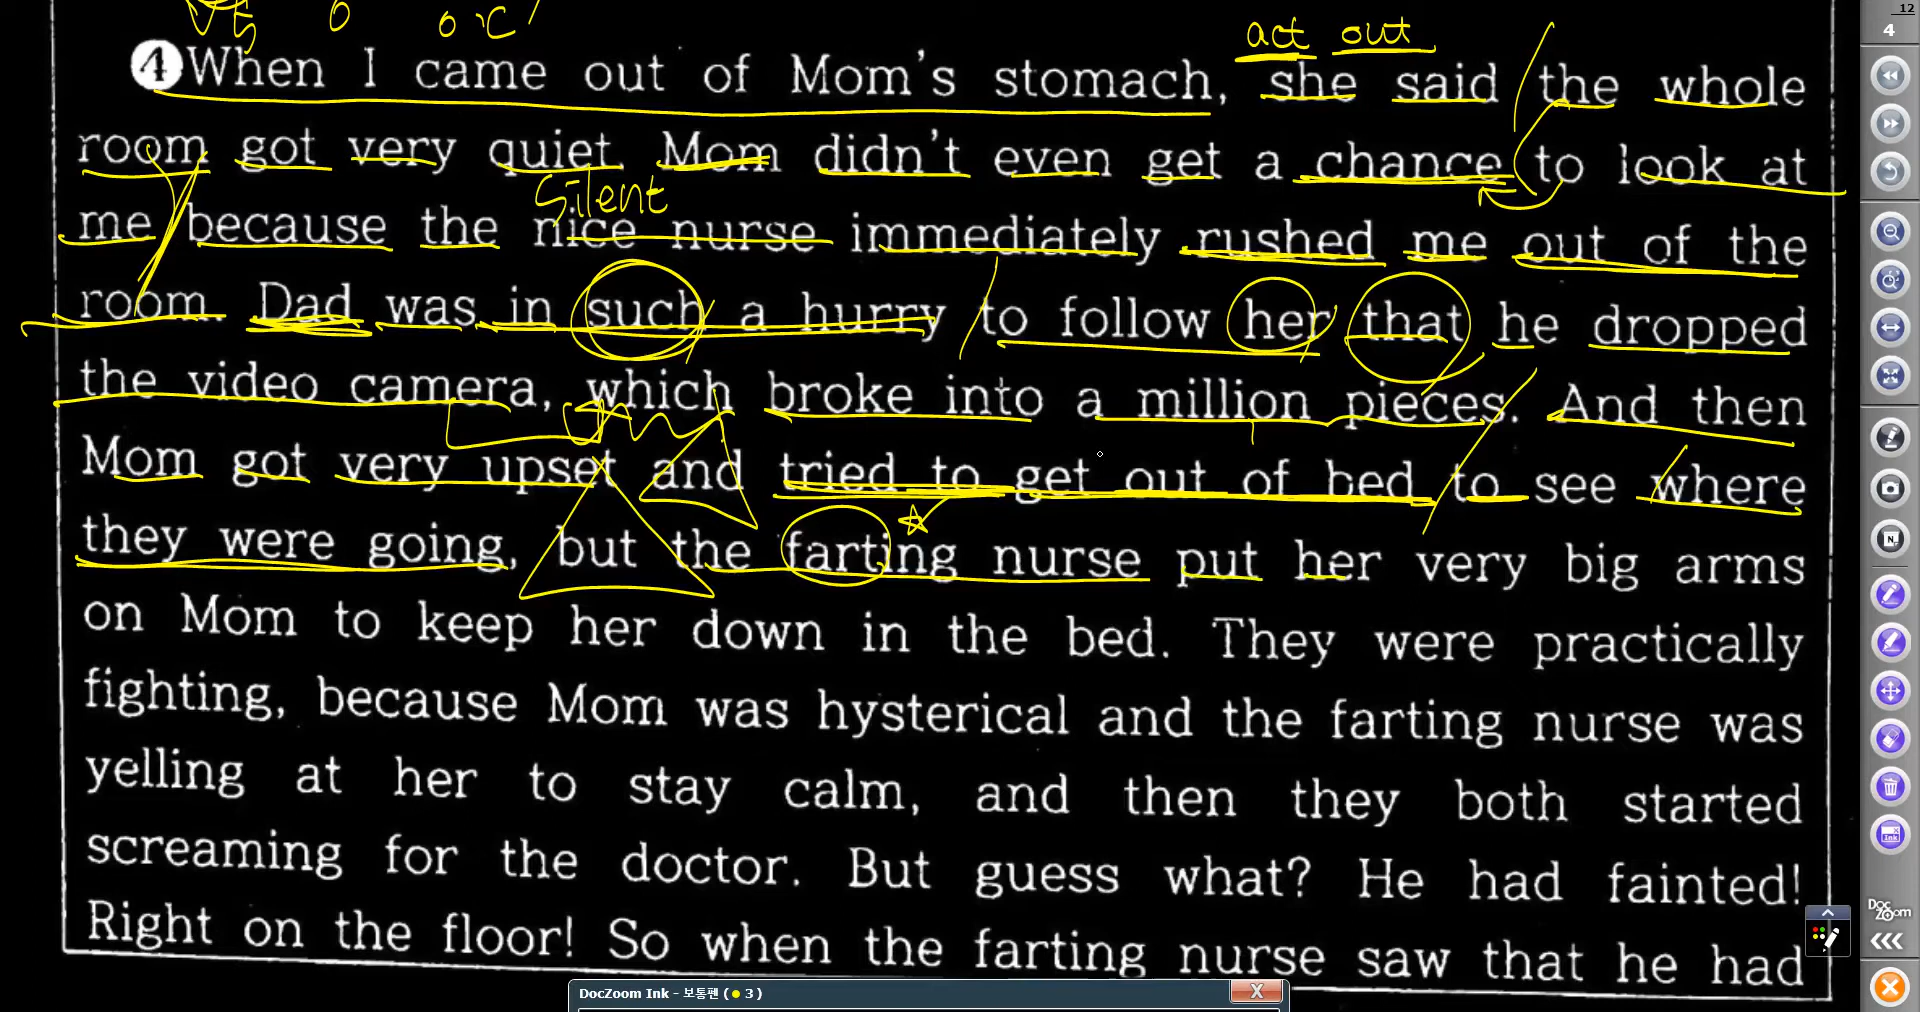 12
4
act out
❹When I came out of Mom's stomach, she said the whole
room got very quiet. Mom didn't even get a chance to look at
silent
me because the nice nurse immediately rushed me out of the
room. Dad was in such a hurry to follow her that he dropped
the video camera, which broke into a million pieces. And then
Mom got very upset and tried to get out of bed to see where
they were going, but the farting nurse put her very big arms
on Mom to keep her down in the bed. They were practically
fighting, because Mom was hysterical and the farting nurse was
yelling at her to stay calm, and then they both started
screaming for the doctor. But guess what? He had fainted!
Right on the floor! So when the farting nurse saw that he had
DocZoom Ink - 보통펜 ( 3 )
X
N
Ink
Doc
Zoom